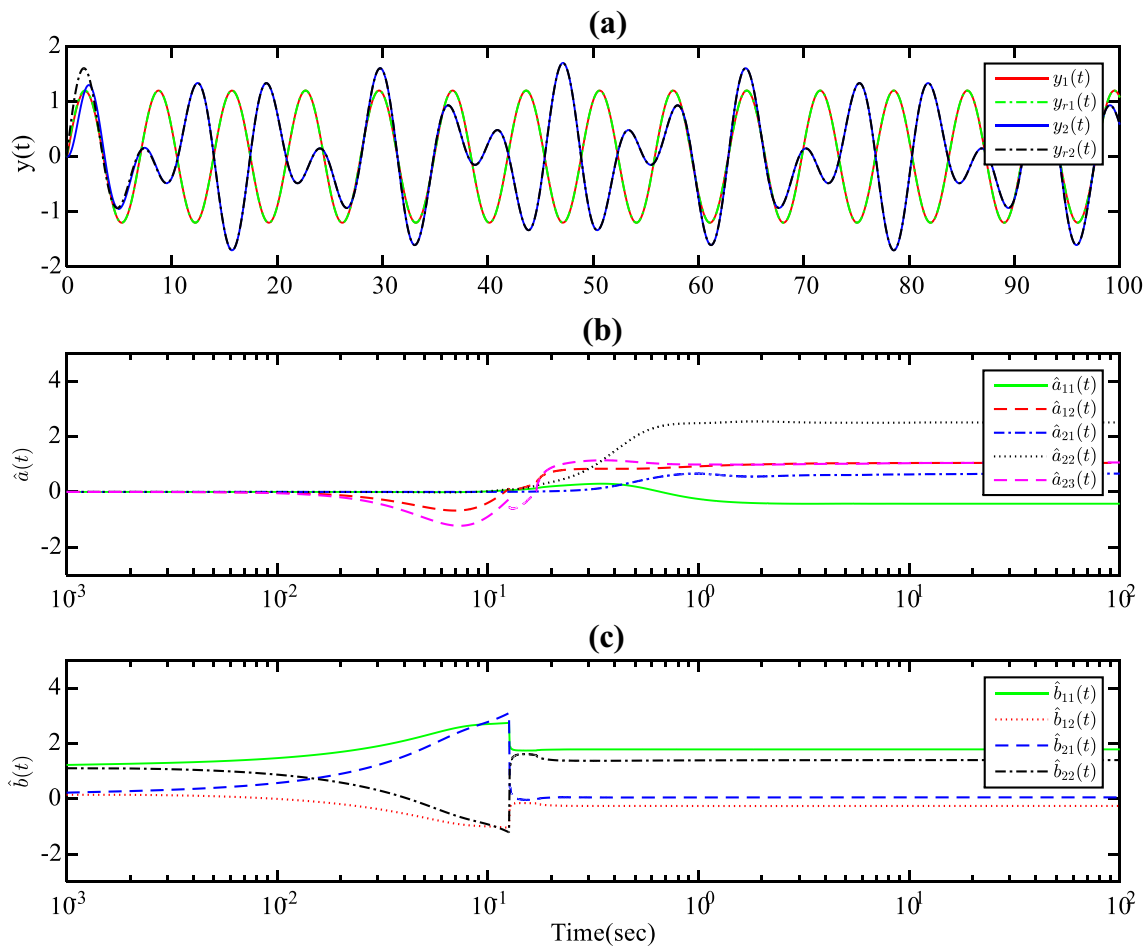 (a)
y(t)
2
1
0
-1
-2
0 10 20 30 40 50 60 70 80 90 100
y₁(t)
yᵣ₁(t)
y₂(t)
yᵣ₂(t)
(b)
â(t)
4
2
0
-2
10⁻³ 10⁻² 10⁻¹ 10⁰ 10¹ 10²
â₁₁(t)
â₁₂(t)
â₂₁(t)
â₂₂(t)
â₂₃(t)
(c)
b̂(t)
4
2
0
-2
10⁻³ 10⁻² 10⁻¹ 10⁰ 10¹ 10²
b̂₁₁(t)
b̂₁₂(t)
b̂₂₁(t)
b̂₂₂(t)
Time(sec)